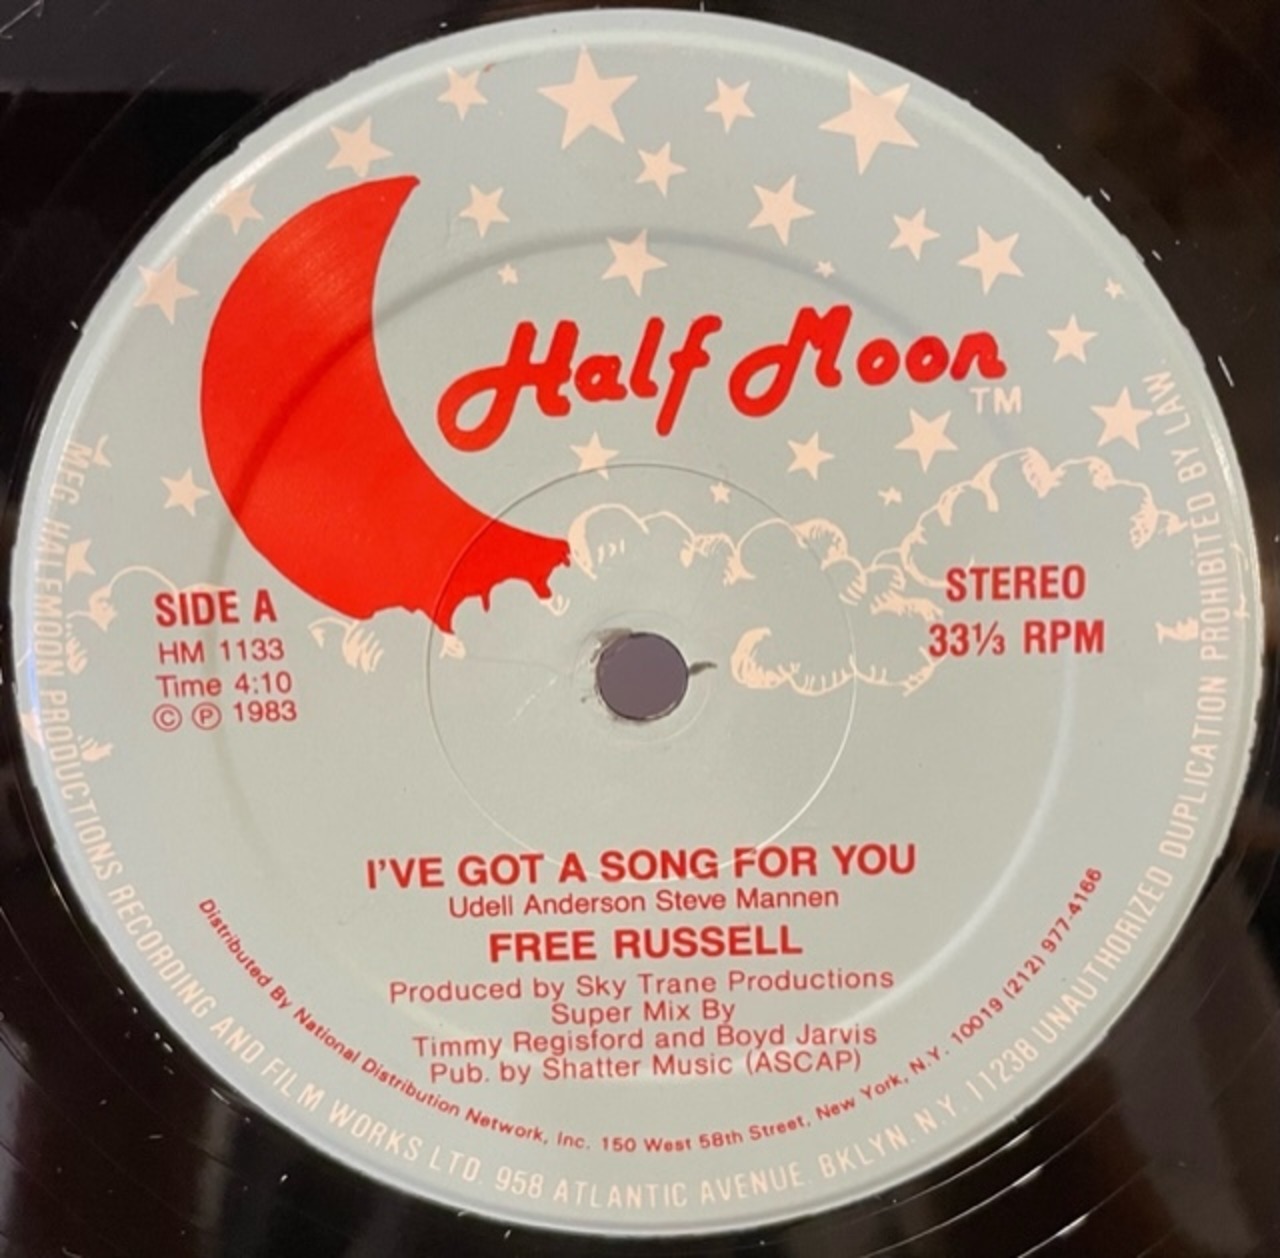 Half Moon
TM
SIDE A
HM 1133
Time 4:10
© ℗ 1983
STEREO
33⅓ RPM
I'VE GOT A SONG FOR YOU
Udell Anderson Steve Mannen
FREE RUSSELL
Produced by Sky Trane Productions
Super Mix By
Timmy Regisford and Boyd Jarvis
Pub. by Shatter Music (ASCAP)
Distributed By National Distribution Network, Inc. 150 West 58th Street, New York, N.Y. 10019 (212) 977-4166
MFG. HALFMOON PRODUCTIONS RECORDING AND FILM WORKS LTD. 958 ATLANTIC AVENUE. BKLYN. N.Y. 11238 UNAUTHORIZED DUPLICATION PROHIBITED BY LAW.